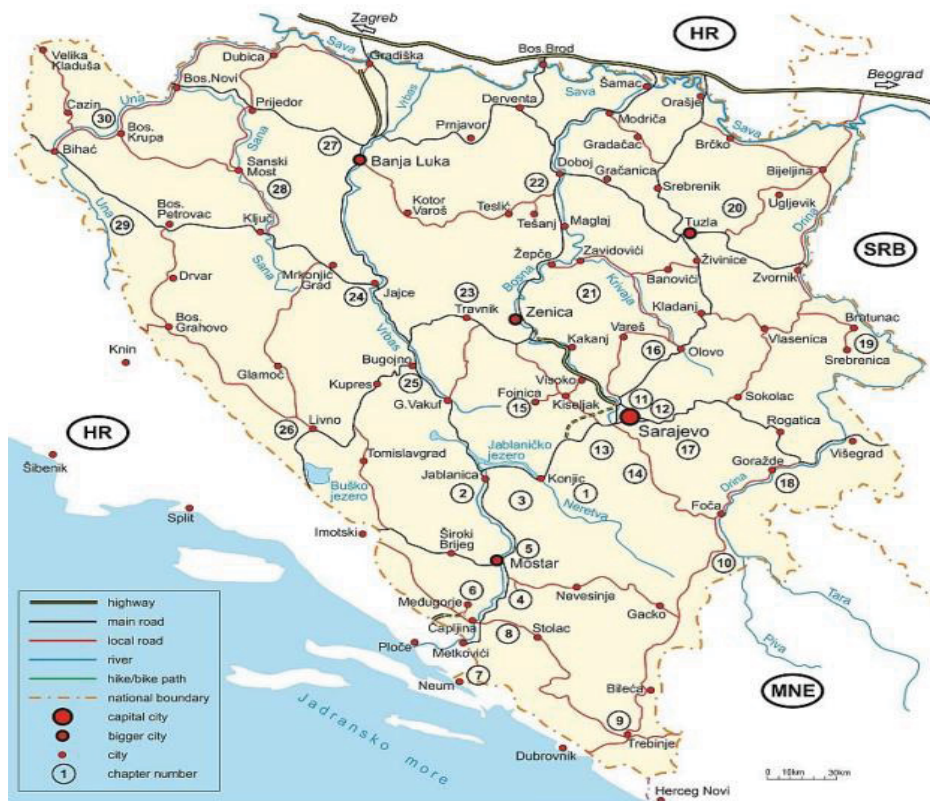 Zagreb
HR
Velika
Kladuša
Dubica
Sava
Gradiška
Bos.Brod
Beograd
Bos.Novi
Una
Vrbas
Sava
Šamac
Orašje
Cazin
30
Prijedor
Derventa
Modriča
Sava
Bos.
Krupa
Sana
Prnjavor
Gradačac
Brčko
Bihać
27
Banja Luka
Doboj
Gračanica
Bijeljina
Sanski
Most
28
22
Srebrenik
20
Ugljevik
Una
29
Bos.
Petrovac
Ključ
Kotor
Varoš
Teslić
Tešanj
Maglaj
Tuzla
Drina
SRB
Sana
Mrkonjić
Grad
Žepče
Zavidovići
Živinice
Zvornik
Drvar
24
Jajce
Bosna
21
Krivaja
Banovići
Bos.
Grahovo
23
Travnik
Zenica
Kladanj
Bratunac
Vrbas
Vareš
Vlasenica
19
Knin
Kakanj
16
Olovo
Srebrenica
Glamoč
Bugojno
Visoko
Kupres
25
Fojnica
15
Kiseljak
11
12
Sokolac
G.Vakuf
Sarajevo
Rogatica
HR
26
Livno
Jablaničko
jezero
13
17
Višegrad
Šibenik
Tomislavgrad
14
Goražde
Jablanica
Konjic
Drina
18
Buško
jezero
2
3
1
Foča
Split
Neretva
Imotski
Široki
Brijeg
5
Mostar
10
Tara
highway
main road
local road
river
hike/bike path
national boundary
capital city
bigger city
city
1
chapter number
6
4
Nevesinje
Međugorje
Gacko
Piva
Čapljina
8
Stolac
Ploče
Metkovići
7
Neum
Bileća
MNE
Jadransko
more
9
Trebinje
Dubrovnik
0 10km 30km
Herceg Novi